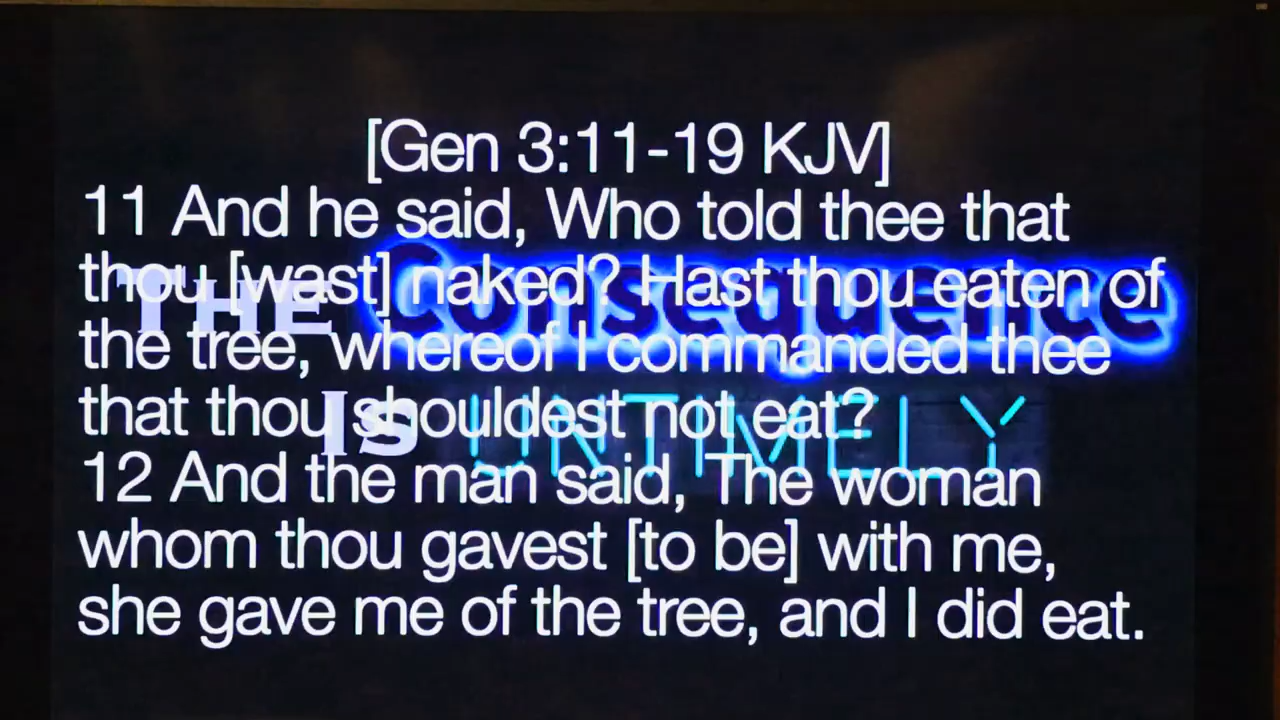 [Gen 3:11-19 KJV]
11 And he said, Who told thee that
thou [wast] naked? Hast thou eaten of
the tree, whereof I commanded thee
that thou shouldest not eat?
12 And the man said, The woman
whom thou gavest [to be] with me,
she gave me of the tree, and I did eat.
THE Consequence
Is UNTIMELY